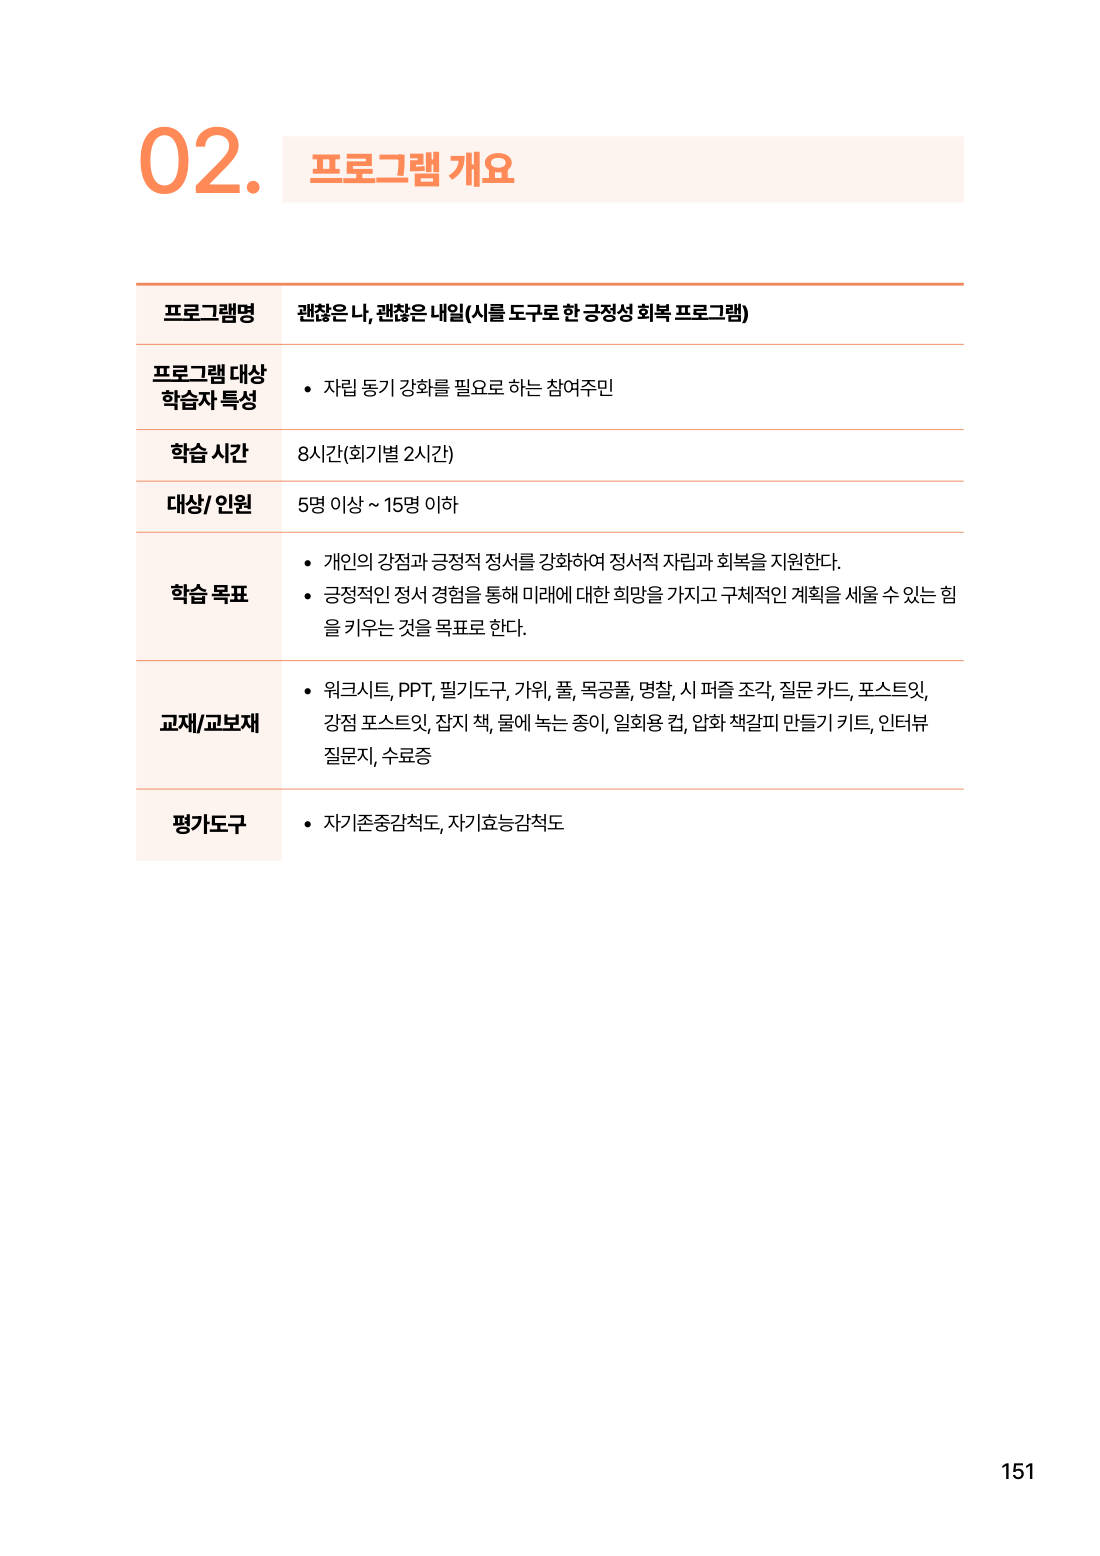 02. 프로그램 개요
프로그램명 괜찮은 나, 괜찮은 내일(시를 도구로 한 긍정성 회복 프로그램)
프로그램 대상
학습자 특성
• 자립 동기 강화를 필요로 하는 참여주민
학습 시간 8시간(회기별 2시간)
대상/ 인원 5명 이상 ~ 15명 이하
학습 목표
• 개인의 강점과 긍정적 정서를 강화하여 정서적 자립과 회복을 지원한다.
• 긍정적인 정서 경험을 통해 미래에 대한 희망을 가지고 구체적인 계획을 세울 수 있는 힘
을 키우는 것을 목표로 한다.
교재/교보재
• 워크시트, PPT, 필기도구, 가위, 풀, 목공풀, 명찰, 시 퍼즐 조각, 질문 카드, 포스트잇,
강점 포스트잇, 잡지 책, 물에 녹는 종이, 일회용 컵, 압화 책갈피 만들기 키트, 인터뷰
질문지, 수료증
평가도구 • 자기존중감척도, 자기효능감척도
151